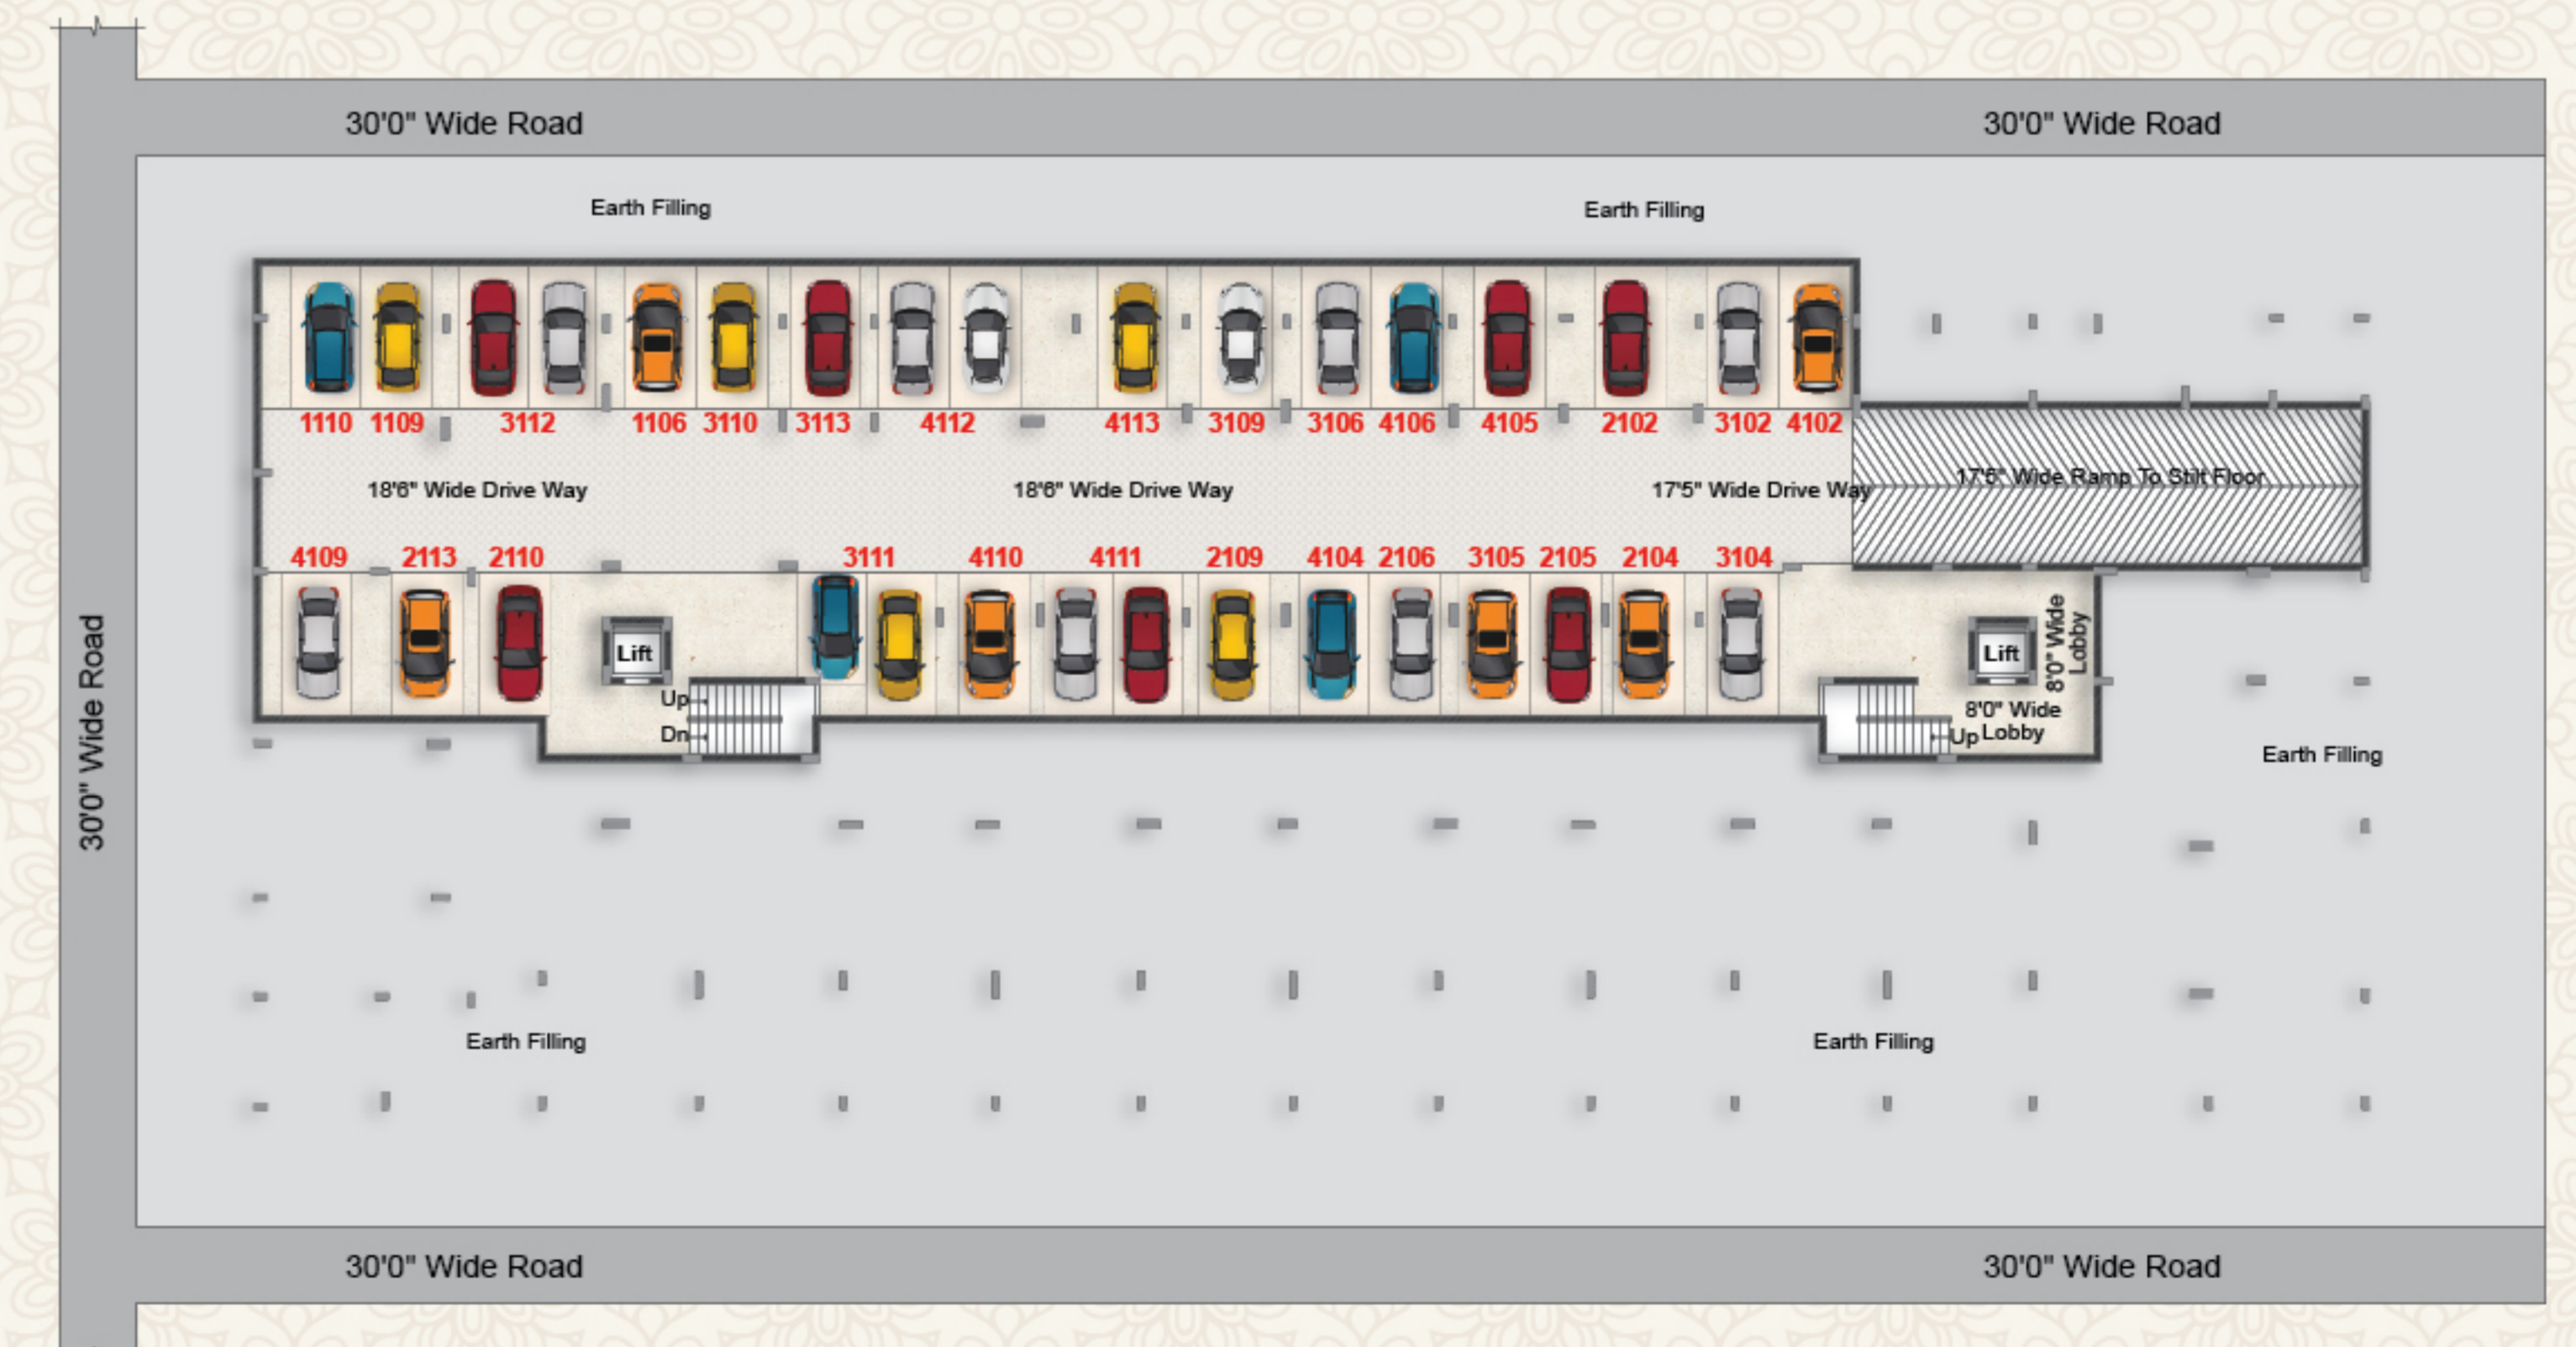 30'0" Wide Road
30'0" Wide Road
Earth Filling
Earth Filling
1110 1109 3112 1106 3110 3113 4112 4113 3109 3106 4106 4105 2102 3102 4102
17'5" Wide Ramp To Stilt Floor
18'6" Wide Drive Way
18'6" Wide Drive Way
17'5" Wide Drive Way
4109 2113 2110 3111 4110 4111 2109 4104 2106 3105 2105 2104 3104
Lift
Up
Dn
Lift
8'0" Wide
Lobby
8'0" Wide
Lobby
Up
30'0" Wide Road
Earth Filling
Earth Filling
Earth Filling
30'0" Wide Road
30'0" Wide Road